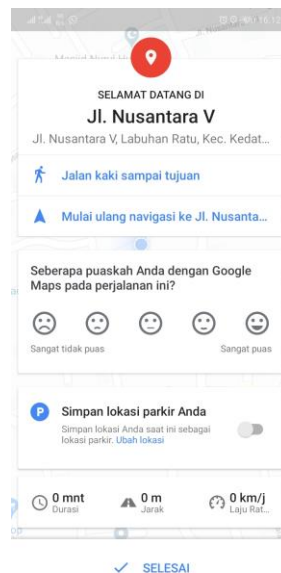 SELAMAT DATANG DI
Jl. Nusantara V
Jl. Nusantara V, Labuhan Ratu, Kec. Kedat...
Jalan kaki sampai tujuan
Mulai ulang navigasi ke Jl. Nusanta...
Seberapa puaskah Anda dengan Google
Maps pada perjalanan ini?
Sangat tidak puas
Sangat puas
P
Simpan lokasi parkir Anda
Simpan lokasi Anda saat ini sebagai
lokasi parkir. Ubah lokasi
0 mnt
Durasi
0 m
Jarak
0 km/j
Laju Rat...
SELESAI